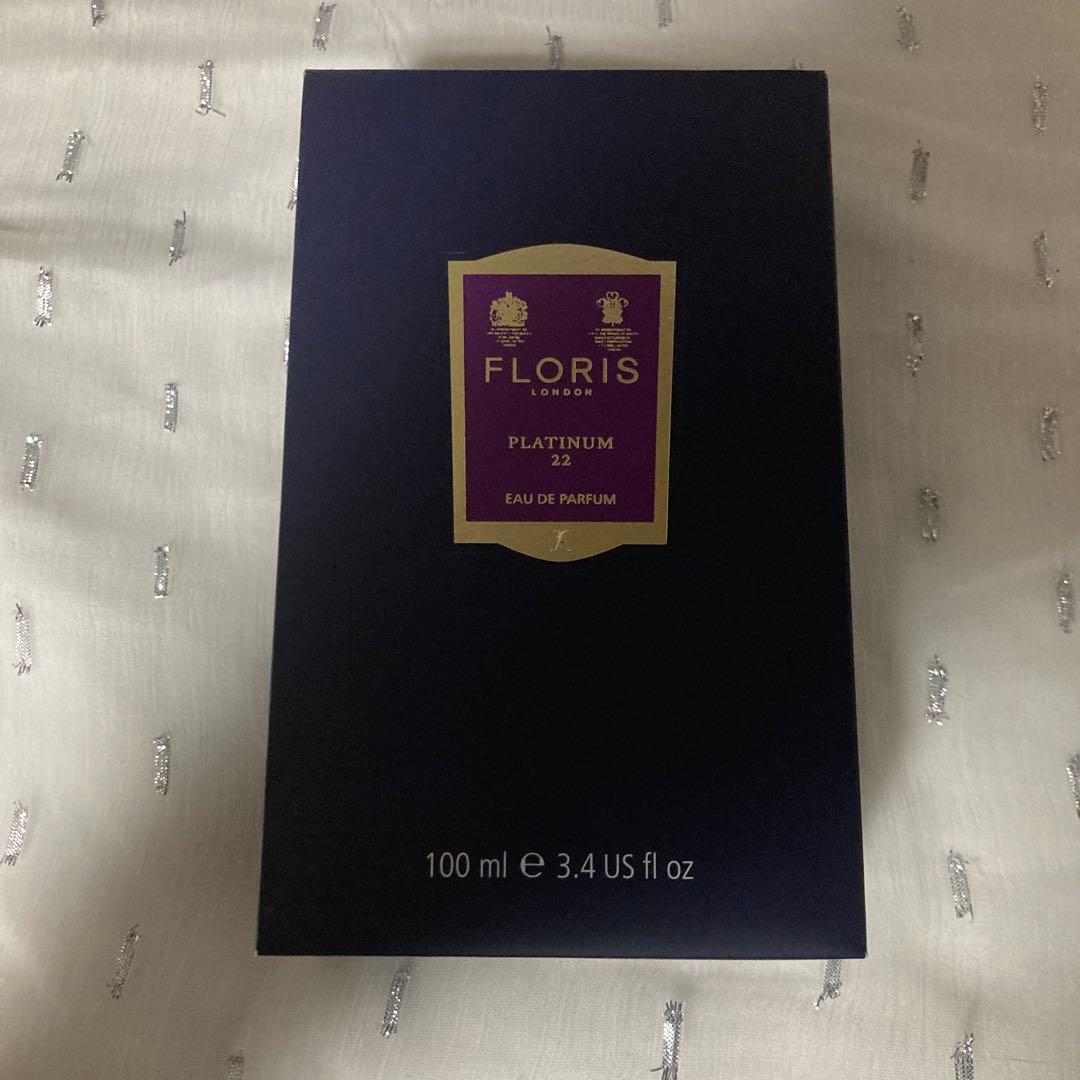 FLORIS
LONDON
PLATINUM
22
EAU DE PARFUM
100 ml e 3.4 US fl oz